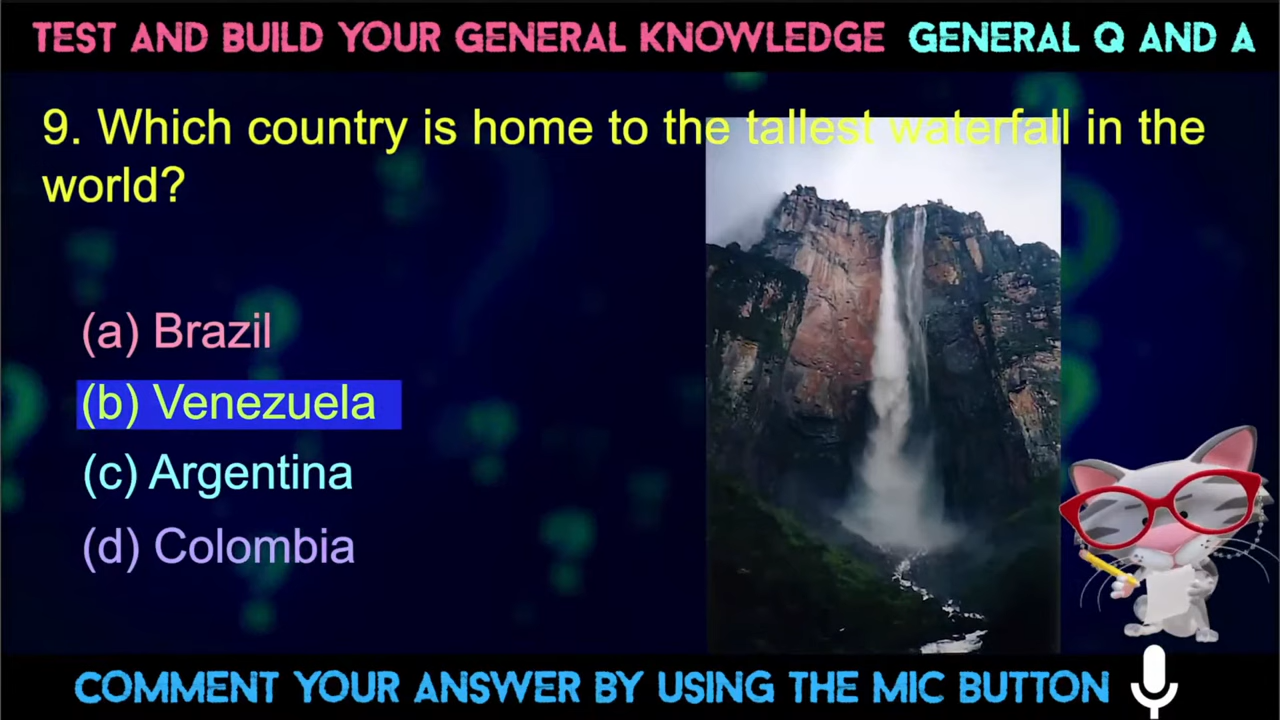 TEST AND BUILD YOUR GENERAL KNOWLEDGE GENERAL Q AND A
9. Which country is home to the tallest waterfall in the
world?
(a) Brazil
(b) Venezuela
(c) Argentina
(d) Colombia
COMMENT YOUR ANSWER BY USING THE MIC BUTTON